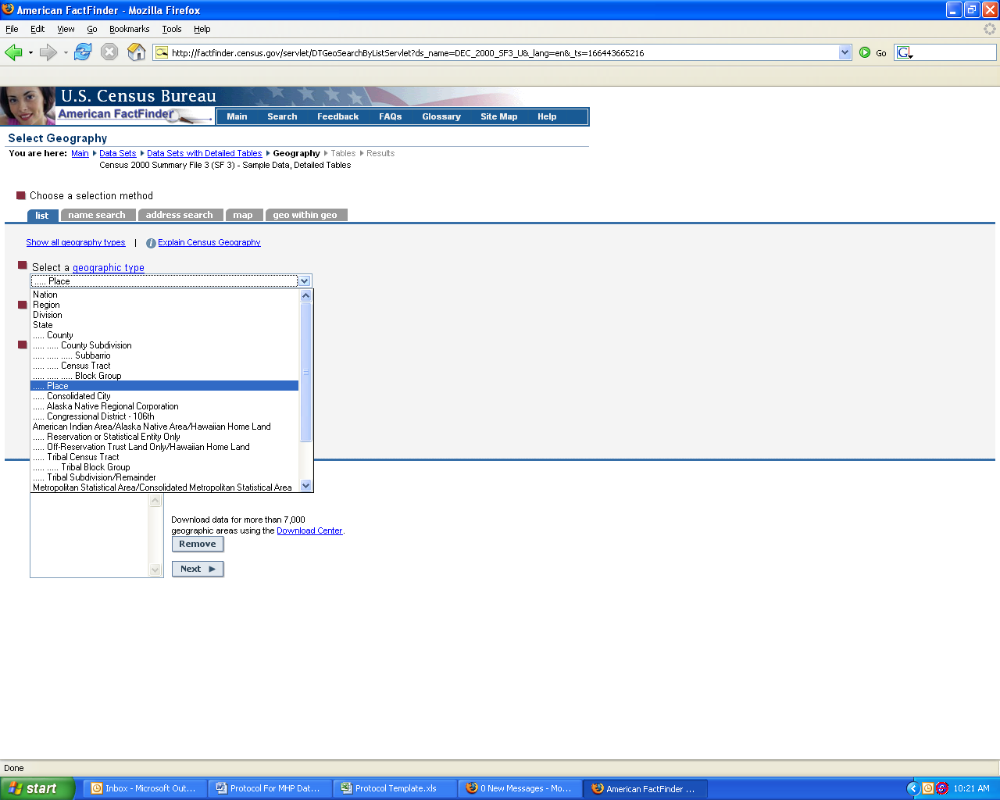 American FactFinder - Mozilla Firefox
File Edit View Go Bookmarks Tools Help
http://factfinder.census.gov/servlet/DTGeoSearchByListServlet?ds_name=DEC_2000_SF3_U&_lang=en&_ts=166443665216 Go G
U.S. Census Bureau
American FactFinder Main Search Feedback FAQs Glossary Site Map Help
Select Geography
You are here: Main Data Sets Data Sets with Detailed Tables Geography Tables Results
Census 2000 Summary File 3 (SF 3) - Sample Data, Detailed Tables
Choose a selection method
list name search address search map geo within geo
Show all geography types | i Explain Census Geography
Select a geographic type
..... Place
Nation
Region
Division
State
..... County
..... ..... County Subdivision
..... ..... ..... Subbarrio
..... ..... Census Tract
..... ..... ..... Block Group
..... Place
..... Consolidated City
..... Alaska Native Regional Corporation
..... Congressional District - 106th
American Indian Area/Alaska Native Area/Hawaiian Home Land
..... Reservation or Statistical Entity Only
..... Off-Reservation Trust Land Only/Hawaiian Home Land
..... Tribal Census Tract
..... ..... Tribal Block Group
..... Tribal Subdivision/Remainder
Metropolitan Statistical Area/Consolidated Metropolitan Statistical Area
Download data for more than 7,000
geographic areas using the Download Center.
Remove
Next
Done
start Inbox - Microsoft Out... Protocol For MHP Dat... Protocol Template.xls 0 New Messages - Mo... American FactFinder ... 10:21 AM